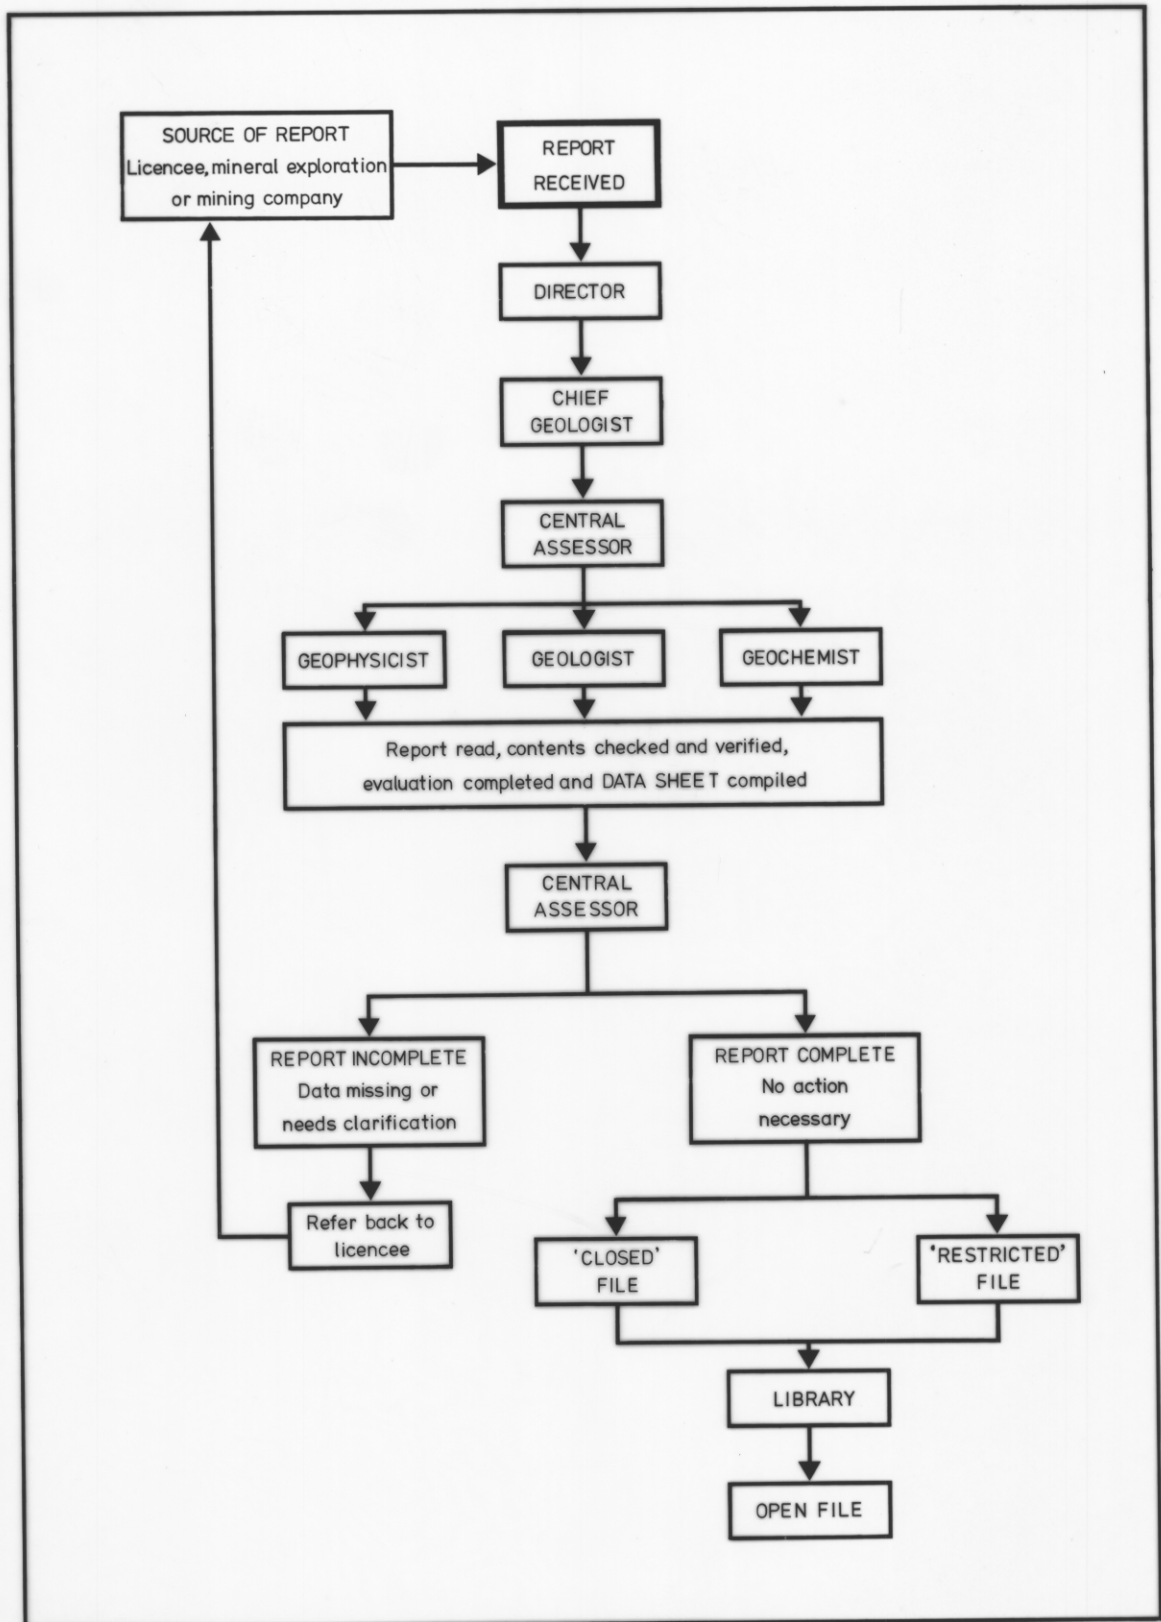 SOURCE OF REPORT
Licencee, mineral exploration
or mining company
REPORT
RECEIVED
DIRECTOR
CHIEF
GEOLOGIST
CENTRAL
ASSESSOR
GEOPHYSICIST
GEOLOGIST
GEOCHEMIST
Report read, contents checked and verified,
evaluation completed and DATA SHEET compiled
CENTRAL
ASSESSOR
REPORT INCOMPLETE
Data missing or
needs clarification
REPORT COMPLETE
No action
necessary
Refer back to
licencee
'CLOSED'
FILE
'RESTRICTED'
FILE
LIBRARY
OPEN FILE